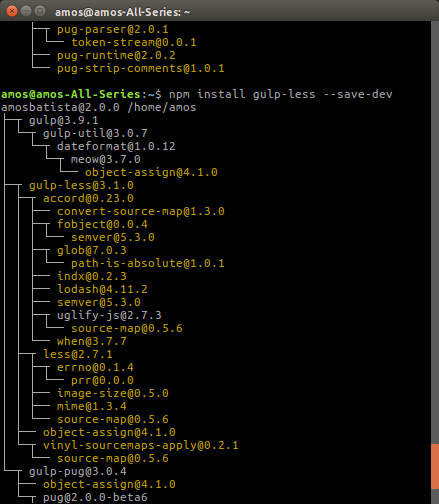 amos@amos-All-Series: ~
pug-parser@2.0.1
token-stream@0.0.1
pug-runtime@2.0.2
pug-strip-comments@1.0.1
amos@amos-All-Series:~$ npm install gulp-less --save-dev
amosbatista@2.0.0 /home/amos
gulp@3.9.1
gulp-util@3.0.7
dateformat@1.0.12
meow@3.7.0
object-assign@4.1.0
gulp-less@3.1.0
accord@0.23.0
convert-source-map@1.3.0
fobject@0.0.4
semver@5.3.0
glob@7.0.3
path-is-absolute@1.0.1
indx@0.2.3
lodash@4.11.2
semver@5.3.0
uglify-js@2.7.3
source-map@0.5.6
when@3.7.7
less@2.7.1
errno@0.1.4
prr@0.0.0
image-size@0.5.0
mime@1.3.4
source-map@0.5.6
object-assign@4.1.0
vinyl-sourcemaps-apply@0.2.1
source-map@0.5.6
gulp-pug@3.0.4
object-assign@4.1.0
pug@2.0.0-beta6